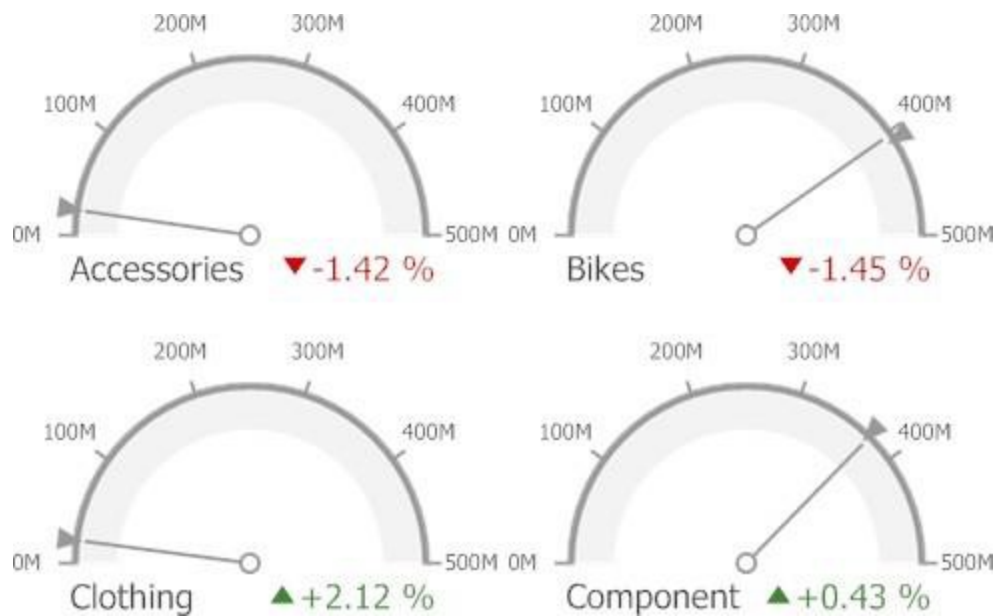 200M 300M 200M 300M
100M 400M 100M 400M
0M 500M 0M 500M
Accessories ▼ -1.42 % Bikes ▼ -1.45 %
200M 300M 200M 300M
100M 400M 100M 400M
0M 500M 0M 500M
Clothing ▲ +2.12 % Component ▲ +0.43 %